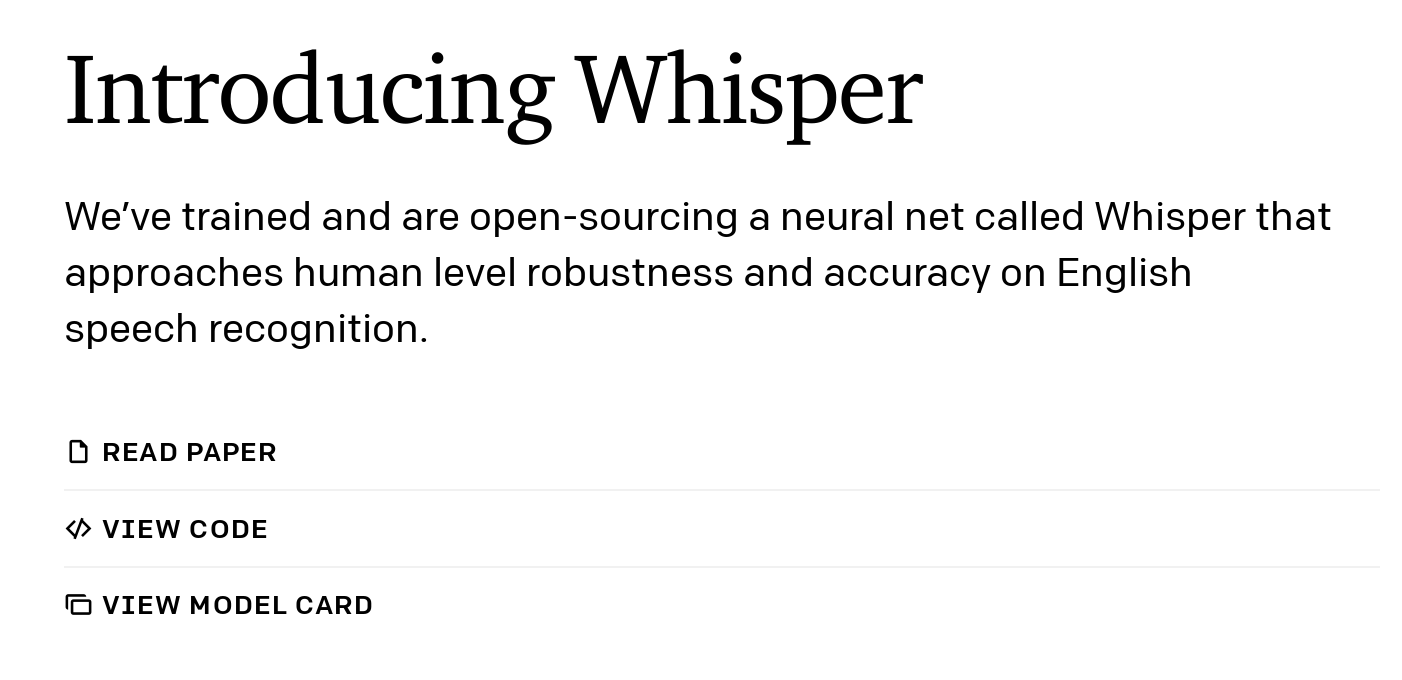 Introducing Whisper
We’ve trained and are open-sourcing a neural net called Whisper that
approaches human level robustness and accuracy on English
speech recognition.
READ PAPER
VIEW CODE
VIEW MODEL CARD